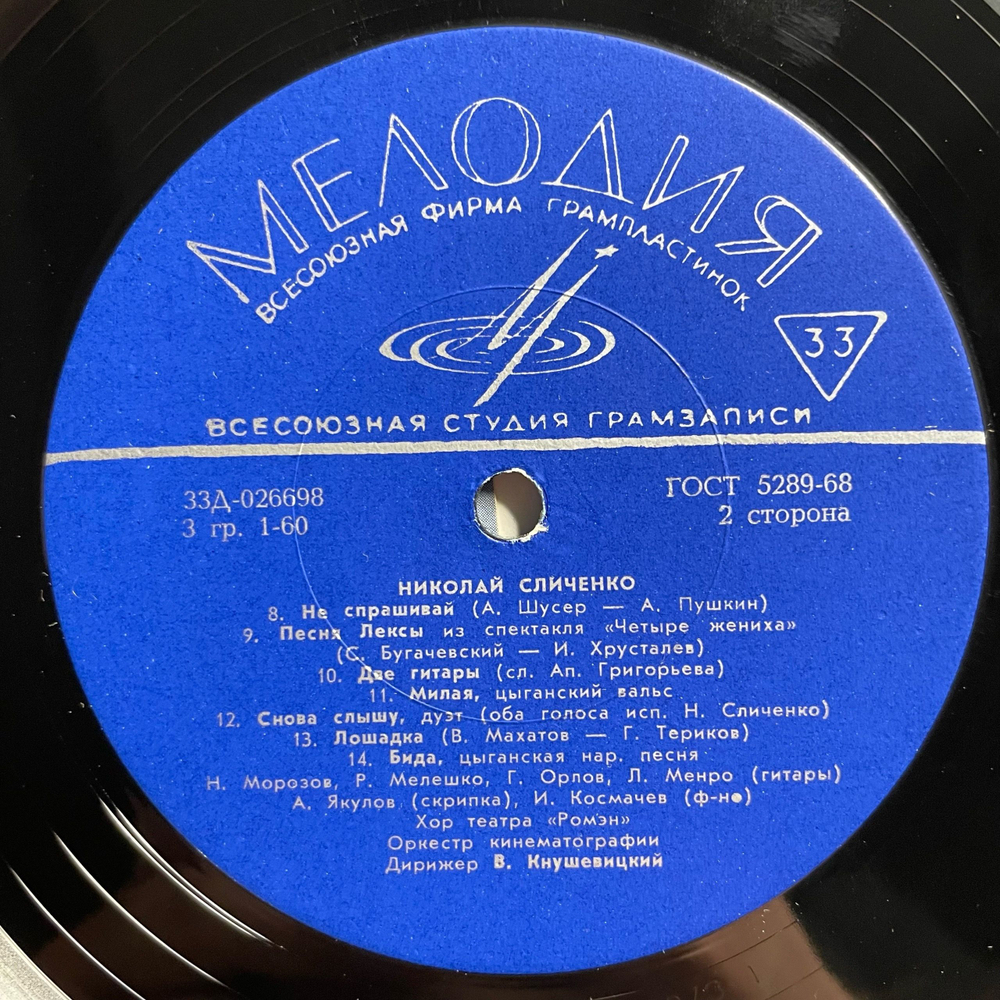 МЕЛОДИЯ
ВСЕСОЮЗНАЯ ФИРМА ГРАМПЛАСТИНОК
33
ВСЕСОЮЗНАЯ СТУДИЯ ГРАМЗАПИСИ
33Д-026698
ГОСТ 5289-68
3 гр. 1-60
2 сторона
НИКОЛАЙ СЛИЧЕНКО
8. Не спрашивай (А. Шусер — А. Пушкин)
9. Песня Лексы из спектакля «Четыре жениха»
(С. Бугачевский — И. Хрусталев)
10. Две гитары (сл. Ап. Григорьева)
11. Милая, цыганский вальс
12. Снова слышу, дуэт (оба голоса исп. Н. Сличенко)
13. Лошадка (В. Махатов — Г. Териков)
14. Бида, цыганская нар. песня
Н. Морозов, Р. Мелешко, Г. Орлов, Л. Менро (гитары)
А. Якулов (скрипка), И. Космачев (ф-но)
Хор театра «Ромэн»
Оркестр кинематографии
Дирижер В. Кнушевицкий